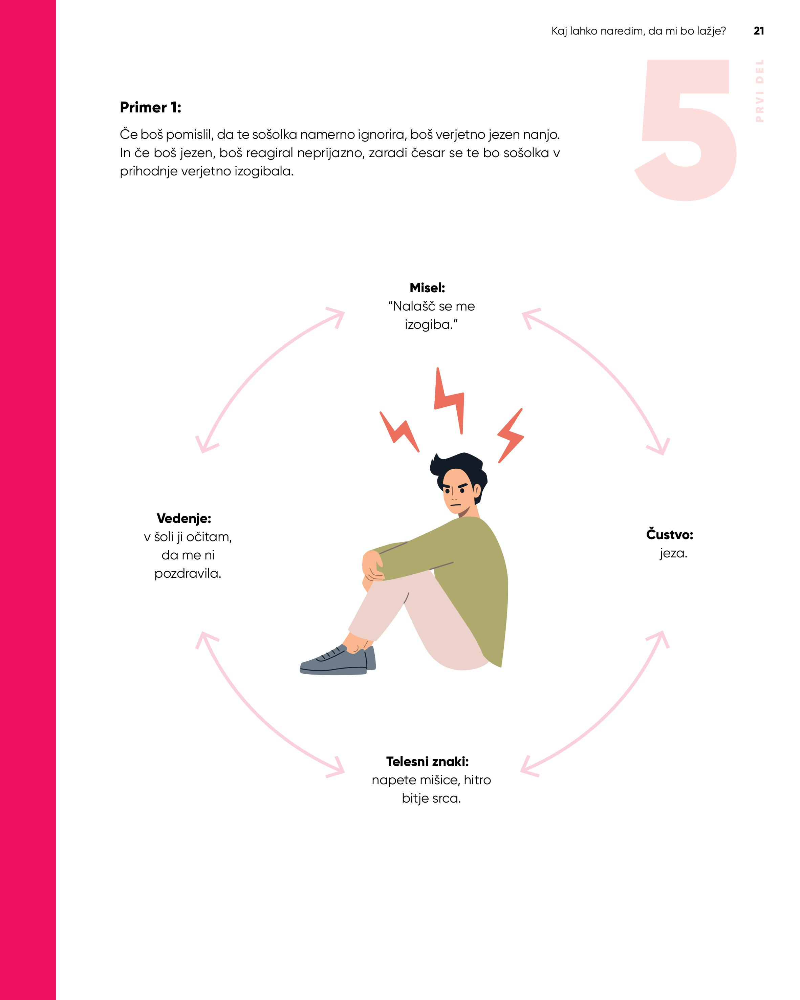 Kaj lahko naredim, da mi bo lažje? 21
5
PRVI DEL
Primer 1:
Če boš pomislil, da te sošolka namerno ignorira, boš verjetno jezen nanjo.
In če boš jezen, boš reagiral neprijazno, zaradi česar se te bo sošolka v
prihodnje verjetno izogibala.
Misel:
“Nalašč se me
izogiba.”
Vedenje:
v šoli ji očitam,
da me ni
pozdravila.
Čustvo:
jeza.
Telesni znaki:
napete mišice, hitro
bitje srca.